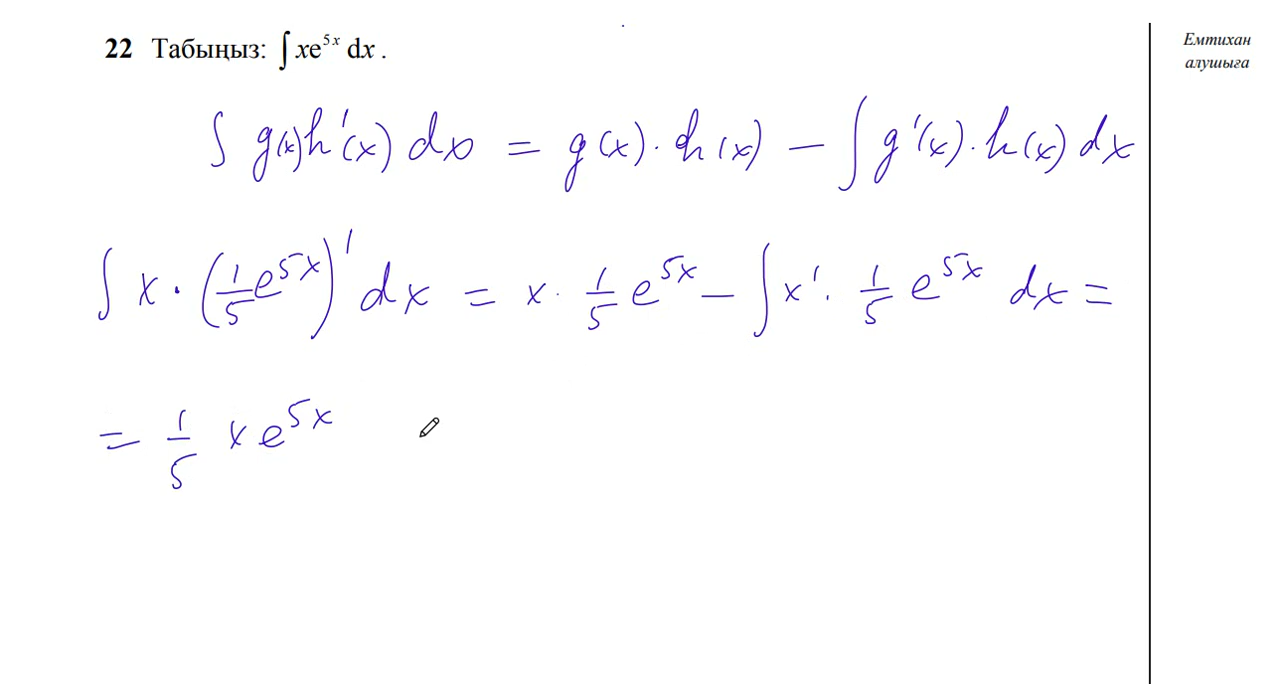 22 Табыңыз: ∫ xe^{5x} dx .
Емтихан
алушыға
∫ g(x)h'(x) dx = g(x) · h(x) − ∫ g'(x) · h(x) dx
∫ x · (1/5 e^{5x})' dx = x · 1/5 e^{5x} − ∫ x' · 1/5 e^{5x} dx =
= 1/5 x e^{5x}